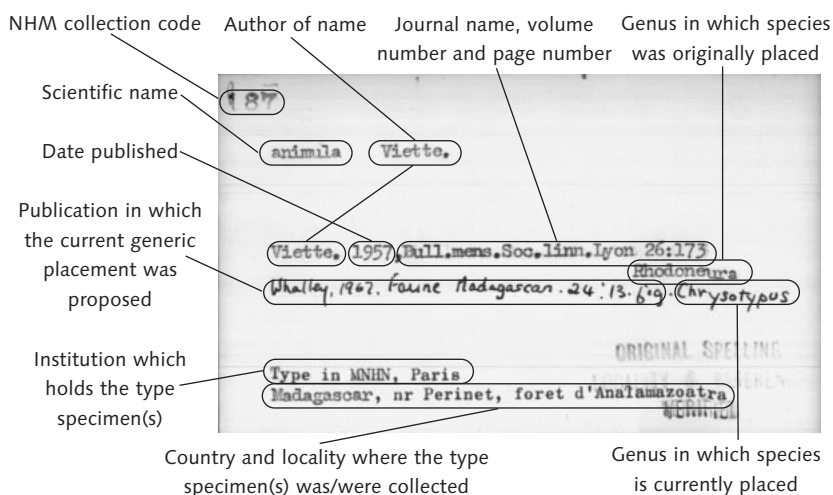 NHM collection code
Author of name
Journal name, volume
number and page number
Genus in which species
was originally placed
Scientific name
Date published
Publication in which
the current generic
placement was
proposed
Institution which
holds the type
specimen(s)
187
animula Viette.
Viette. 1957, Bull.mens.Soc.linn.Lyon 26:173
Rhodoneura
Whalley, 1967. Faune Madagascar. 24:13. fig. Chrysotypus
ORIGINAL SPELLING
Type in MNHN, Paris
LOCALITY & REFERENCE
Madagascar, nr Perinet, foret d'Analamazoatra
VERIFIED
Country and locality where the type
specimen(s) was/were collected
Genus in which species
is currently placed